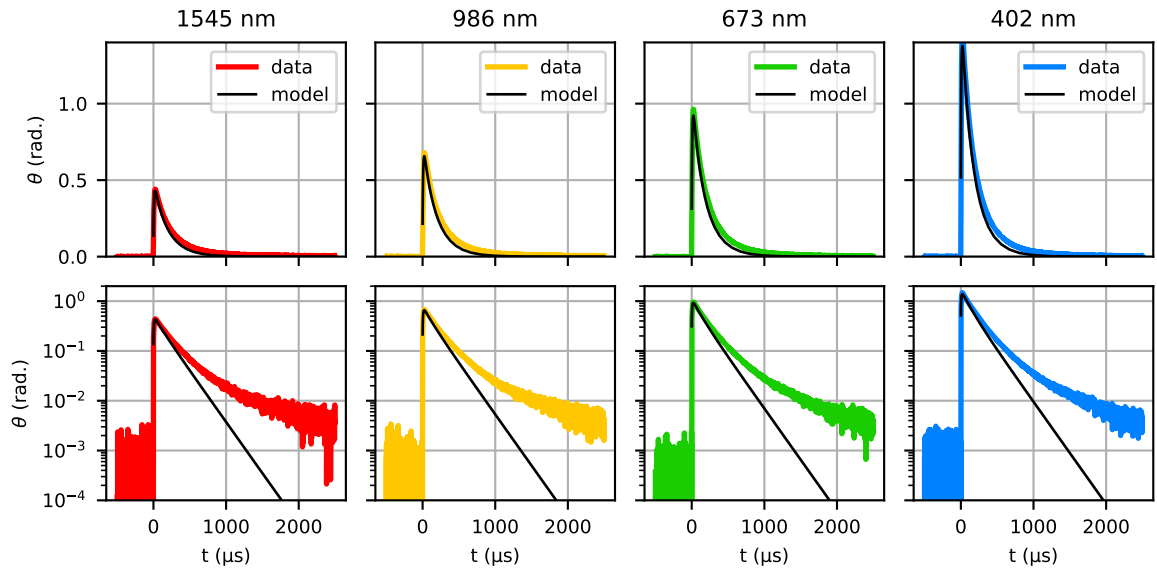 1545 nm
986 nm
673 nm
402 nm
θ (rad.)
1.0
0.5
0.0
data
model
data
model
data
model
data
model
θ (rad.)
10⁰
10⁻¹
10⁻²
10⁻³
10⁻⁴
0 1000 2000
0 1000 2000
0 1000 2000
0 1000 2000
t (μs)
t (μs)
t (μs)
t (μs)